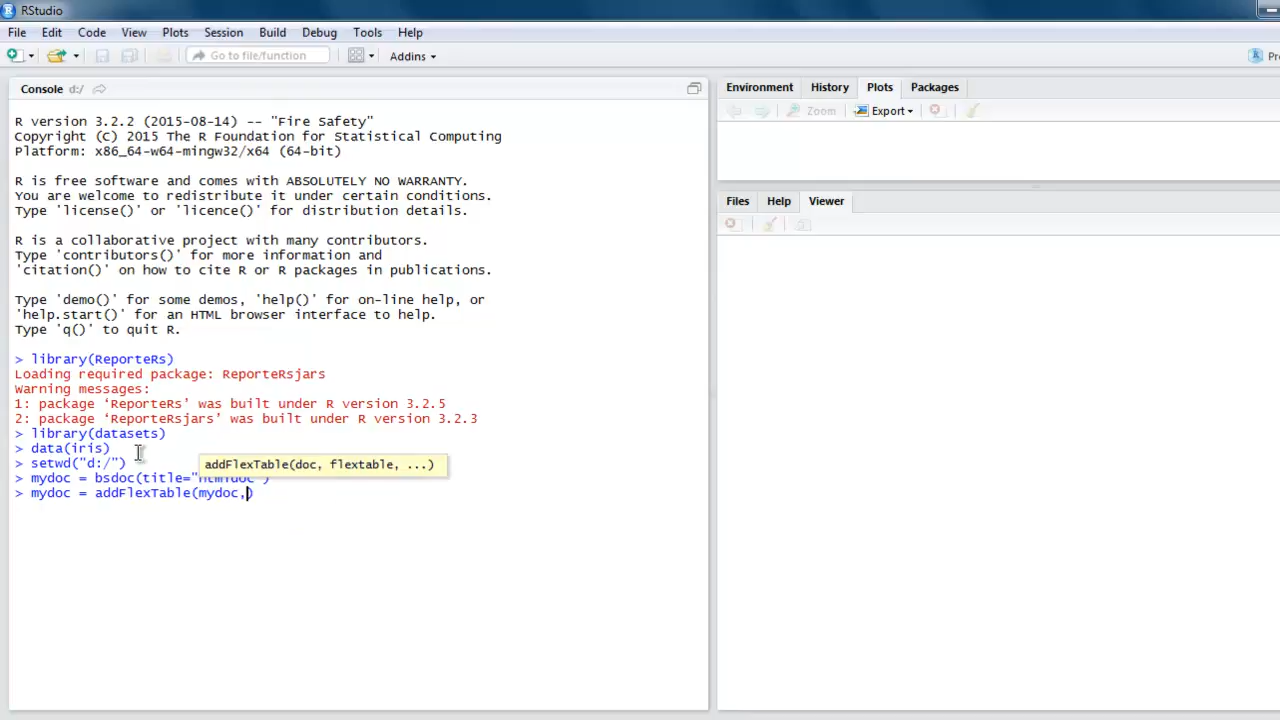 RStudio
File Edit Code View Plots Session Build Debug Tools Help
Go to file/function Addins
Console d:/
R version 3.2.2 (2015-08-14) -- "Fire Safety"
Copyright (C) 2015 The R Foundation for Statistical Computing
Platform: x86_64-w64-mingw32/x64 (64-bit)
R is free software and comes with ABSOLUTELY NO WARRANTY.
You are welcome to redistribute it under certain conditions.
Type 'license()' or 'licence()' for distribution details.
R is a collaborative project with many contributors.
Type 'contributors()' for more information and
'citation()' on how to cite R or R packages in publications.
Type 'demo()' for some demos, 'help()' for on-line help, or
'help.start()' for an HTML browser interface to help.
Type 'q()' to quit R.
> library(ReporteRs)
Loading required package: ReporteRsjars
Warning messages:
1: package ‘ReporteRs’ was built under R version 3.2.5
2: package ‘ReporteRsjars’ was built under R version 3.2.3
> library(datasets)
> data(iris)
> setwd("d:/")
addFlexTable(doc, flextable, ...)
> mydoc = bsdoc(title="htmldoc")
> mydoc = addFlexTable(mydoc,)
Environment History Plots Packages
Zoom Export
Files Help Viewer